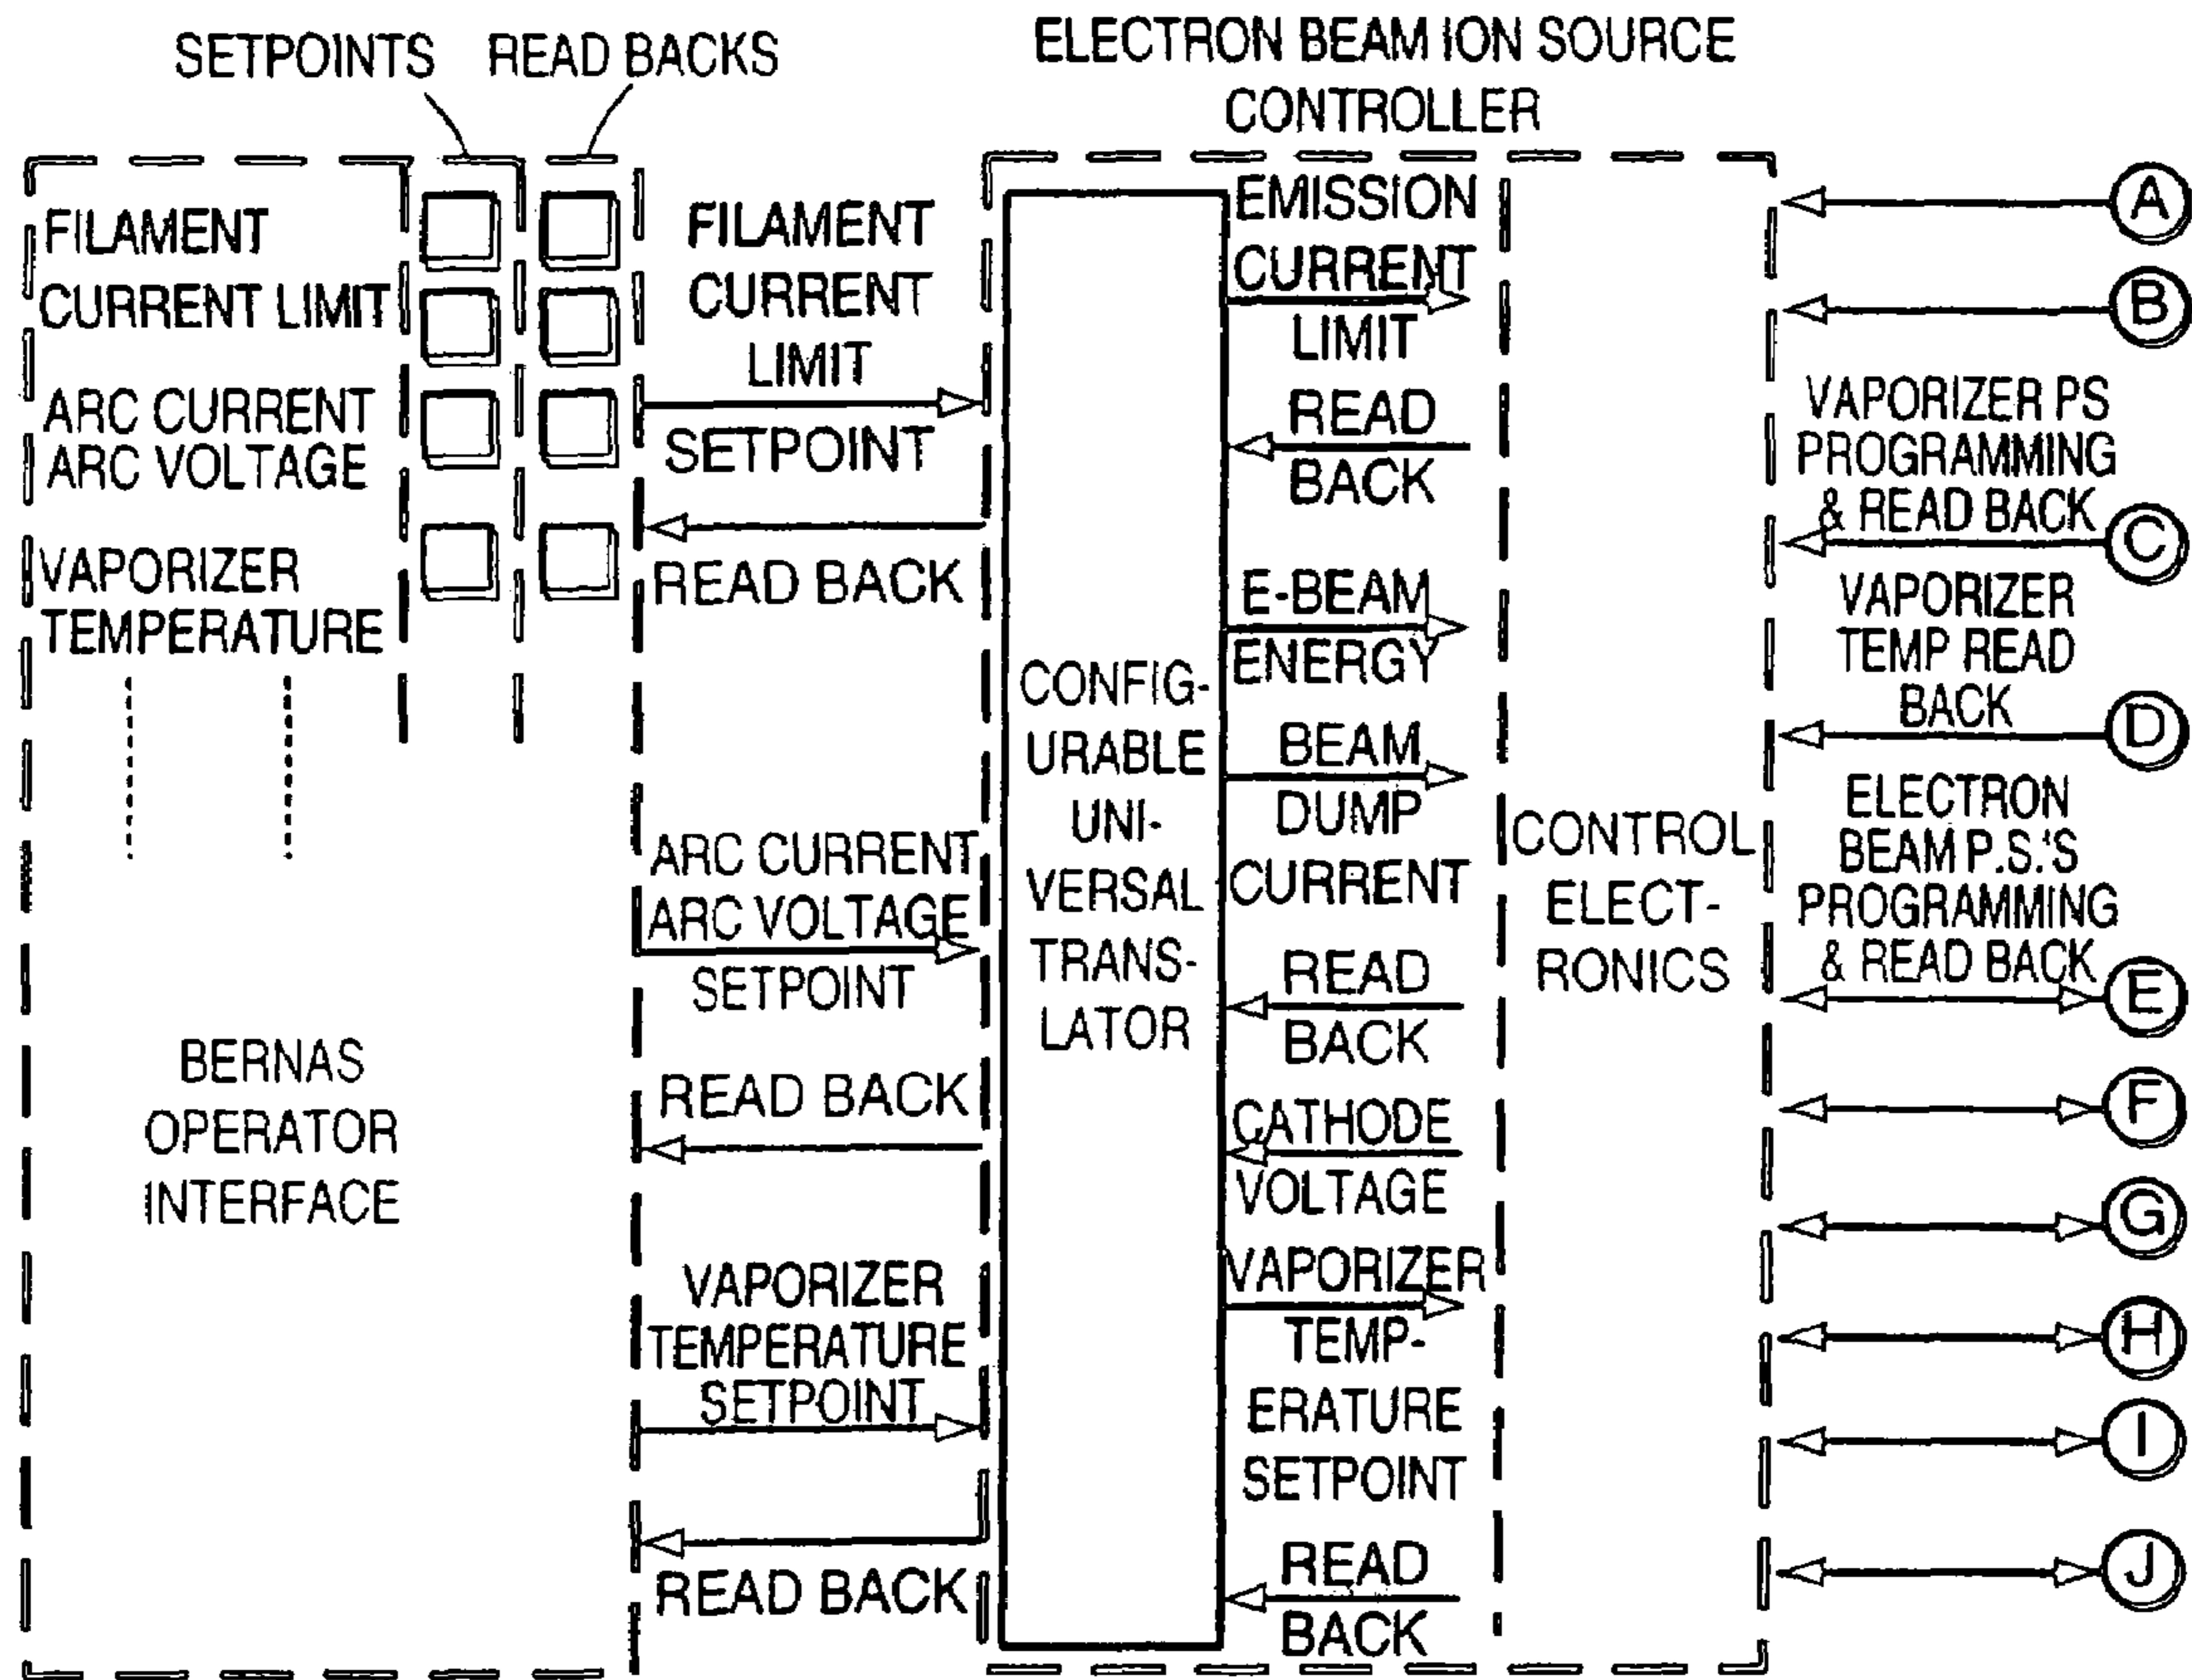 SETPOINTS READ BACKS
ELECTRON BEAM ION SOURCE
CONTROLLER
FILAMENT
CURRENT LIMIT
ARC CURRENT
ARC VOLTAGE
VAPORIZER
TEMPERATURE
BERNAS
OPERATOR
INTERFACE
FILAMENT
CURRENT
LIMIT
SETPOINT
READ BACK
ARC CURRENT
ARC VOLTAGE
SETPOINT
READ BACK
VAPORIZER
TEMPERATURE
SETPOINT
READ BACK
CONFIG-
URABLE
UNI-
VERSAL
TRANS-
LATOR
EMISSION
CURRENT
LIMIT
READ
BACK
E-BEAM
ENERGY
BEAM
DUMP
CURRENT
READ
BACK
CATHODE
VOLTAGE
VAPORIZER
TEMP-
ERATURE
SETPOINT
READ
BACK
CONTROL
ELECT-
RONICS
A
B
VAPORIZER PS
PROGRAMMING
& READ BACK
C
VAPORIZER
TEMP READ
BACK
D
ELECTRON
BEAM P.S.'S
PROGRAMMING
& READ BACK
E
F
G
H
I
J